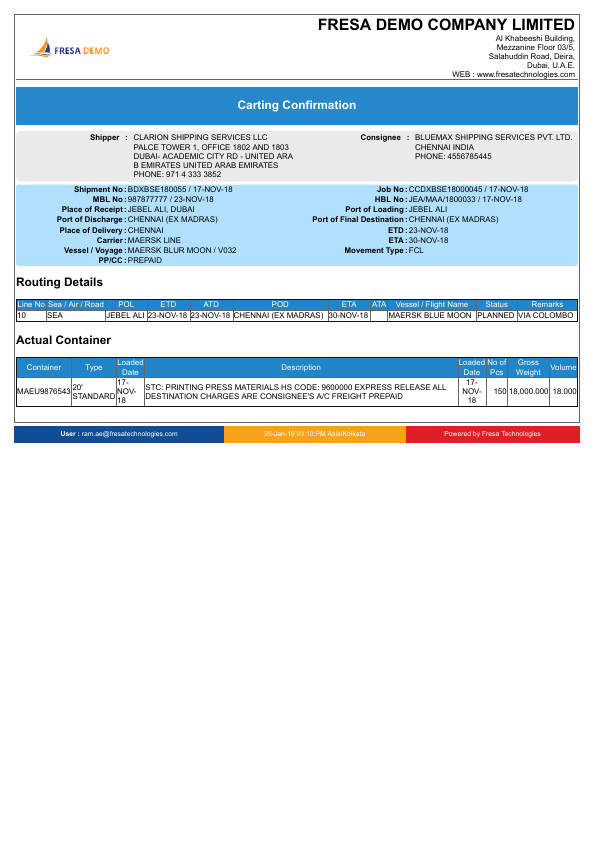 FRESA DEMO COMPANY LIMITED
FRESA DEMO
Al Khabeeshi Building,
Mezzanine Floor 03/5,
Salahuddin Road, Deira,
Dubai, U.A.E.
WEB : www.fresatechnologies.com
Carting Confirmation
Shipper : CLARION SHIPPING SERVICES LLC
PALCE TOWER 1, OFFICE 1802 AND 1803
DUBAI- ACADEMIC CITY RD - UNITED ARA
B EMIRATES UNITED ARAB EMIRATES
PHONE: 971 4 333 3852
Consignee : BLUEMAX SHIPPING SERVICES PVT. LTD.
CHENNAI INDIA
PHONE: 4556785445
Shipment No : BDXBSE180055 / 17-NOV-18 Job No : CCDXBSE18000045 / 17-NOV-18
MBL No : 987877777 / 23-NOV-18 HBL No : JEA/MAA/1800033 / 17-NOV-18
Place of Receipt : JEBEL ALI, DUBAI Port of Loading : JEBEL ALI
Port of Discharge : CHENNAI (EX MADRAS) Port of Final Destination : CHENNAI (EX MADRAS)
Place of Delivery : CHENNAI ETD : 23-NOV-18
Carrier : MAERSK LINE ETA : 30-NOV-18
Vessel / Voyage : MAERSK BLUR MOON / V032 Movement Type : FCL
PP/CC : PREPAID
Routing Details
Line No Sea / Air / Road POL ETD ATD POD ETA ATA Vessel / Flight Name Status Remarks
10 SEA JEBEL ALI 23-NOV-18 23-NOV-18 CHENNAI (EX MADRAS) 30-NOV-18 MAERSK BLUE MOON PLANNED VIA COLOMBO
Actual Container
Container Type Loaded Date Description Loaded Date No of Pcs Gross Weight Volume
MAEU9876543 20' STANDARD 17-NOV-18 STC: PRINTING PRESS MATERIALS HS CODE: 9600000 EXPRESS RELEASE ALL DESTINATION CHARGES ARE CONSIGNEE'S A/C FREIGHT PREPAID 17-NOV-18 150 18,000.000 18.000
User : ram.ae@fresatechnologies.com 25-Jan-19 03:10:PM Asia/Kolkata Powered by Fresa Technologies